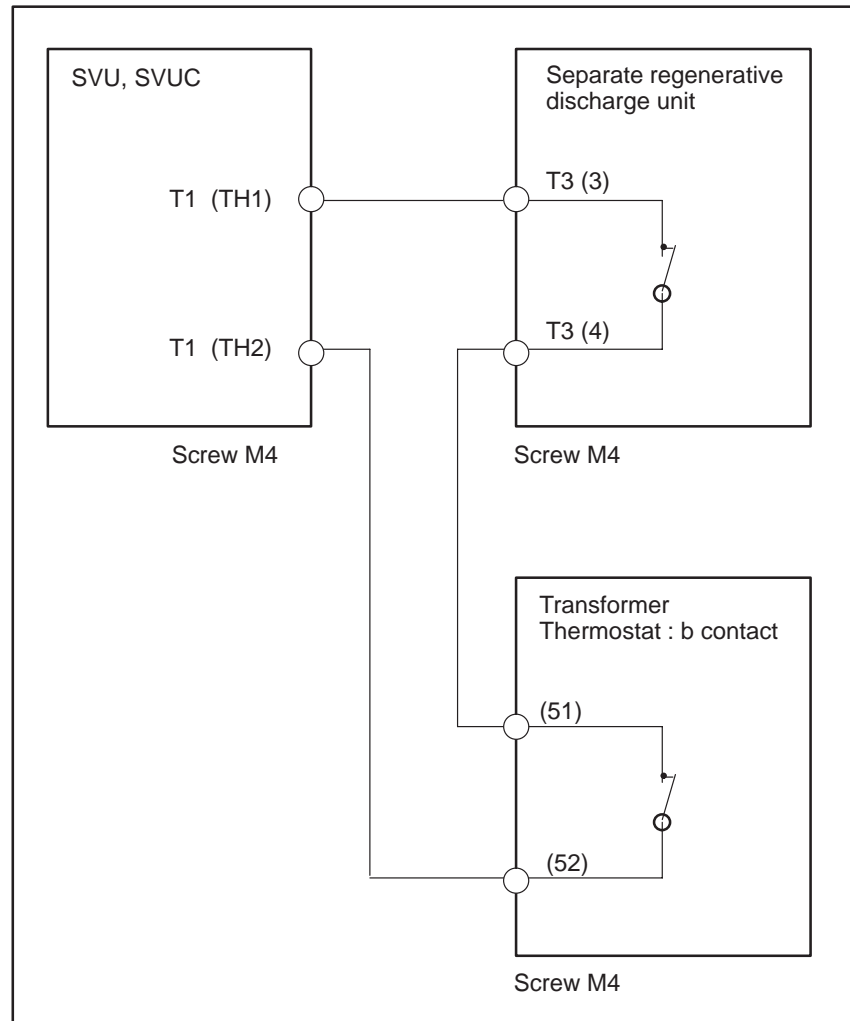 SVU, SVUC
T1 (TH1)
T1 (TH2)
Screw M4
Separate regenerative
discharge unit
T3 (3)
T3 (4)
Screw M4
Transformer
Thermostat : b contact
(51)
(52)
Screw M4